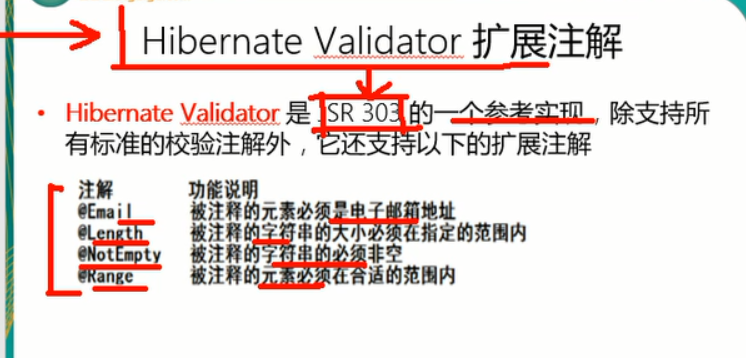 Hibernate Validator 扩展注解
• Hibernate Validator 是 JSR 303 的一个参考实现，除支持所
有标准的校验注解外，它还支持以下的扩展注解
注解 功能说明
@Email 被注释的元素必须是电子邮箱地址
@Length 被注释的字符串的大小必须在指定的范围内
@NotEmpty 被注释的字符串的必须非空
@Range 被注释的元素必须在合适的范围内